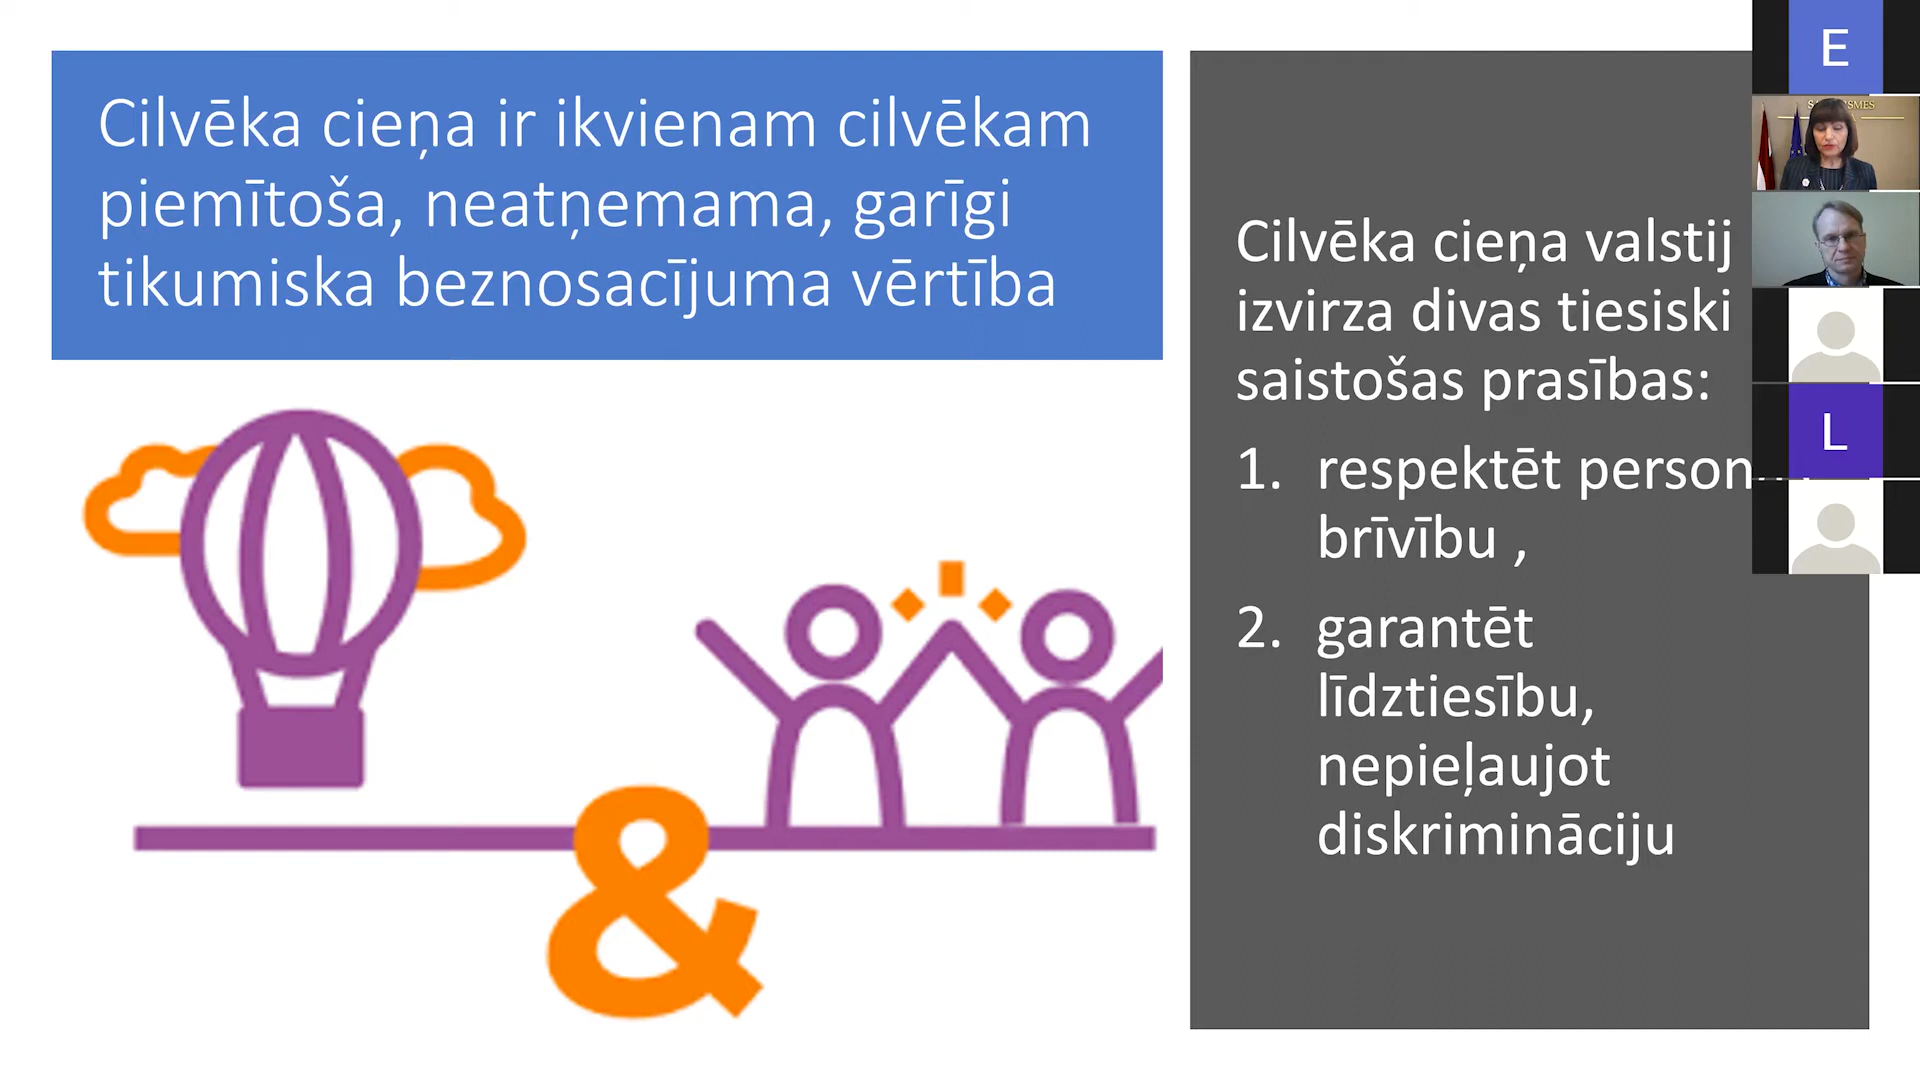 Cilvēka cieņa ir ikvienam cilvēkam
piemītoša, neatņemama, garīgi
tikumiska beznosacījuma vērtība
Cilvēka cieņa valstij
izvirza divas tiesiski
saistošas prasības:
1. respektēt person
brīvību ,
2. garantēt
līdztiesību,
nepieļaujot
diskrimināciju
&
E
L